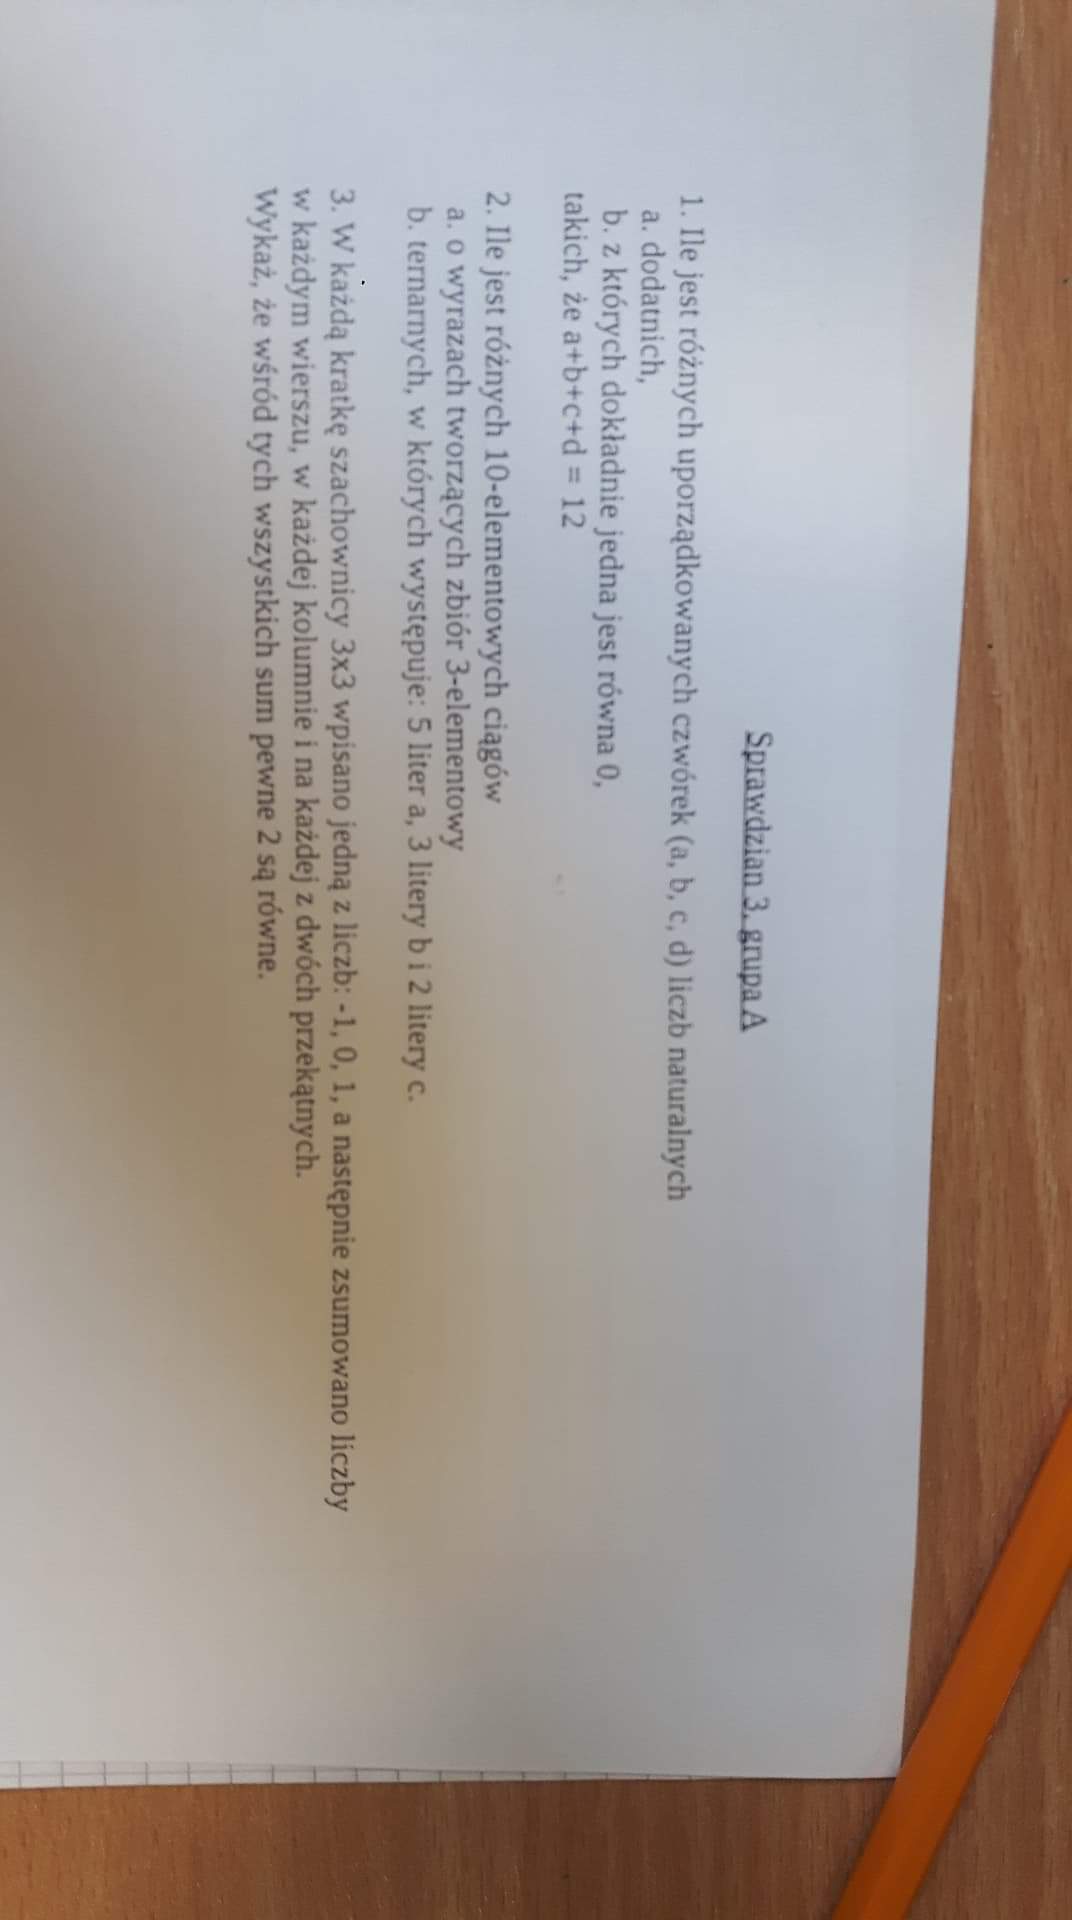 Sprawdzian 3, grupa A
1. Ile jest różnych uporządkowanych czwórek (a, b, c, d) liczb naturalnych
a. dodatnich,
b. z których dokładnie jedna jest równa 0,
takich, że a+b+c+d = 12
2. Ile jest różnych 10-elementowych ciągów
a. o wyrazach tworzących zbiór 3-elementowy
b. ternarnych, w których występuje: 5 liter a, 3 litery b i 2 litery c.
3. W każdą kratkę szachownicy 3x3 wpisano jedną z liczb: -1, 0, 1, a następnie zsumowano liczby
w każdym wierszu, w każdej kolumnie i na każdej z dwóch przekątnych.
Wykaż, że wśród tych wszystkich sum pewne 2 są równe.